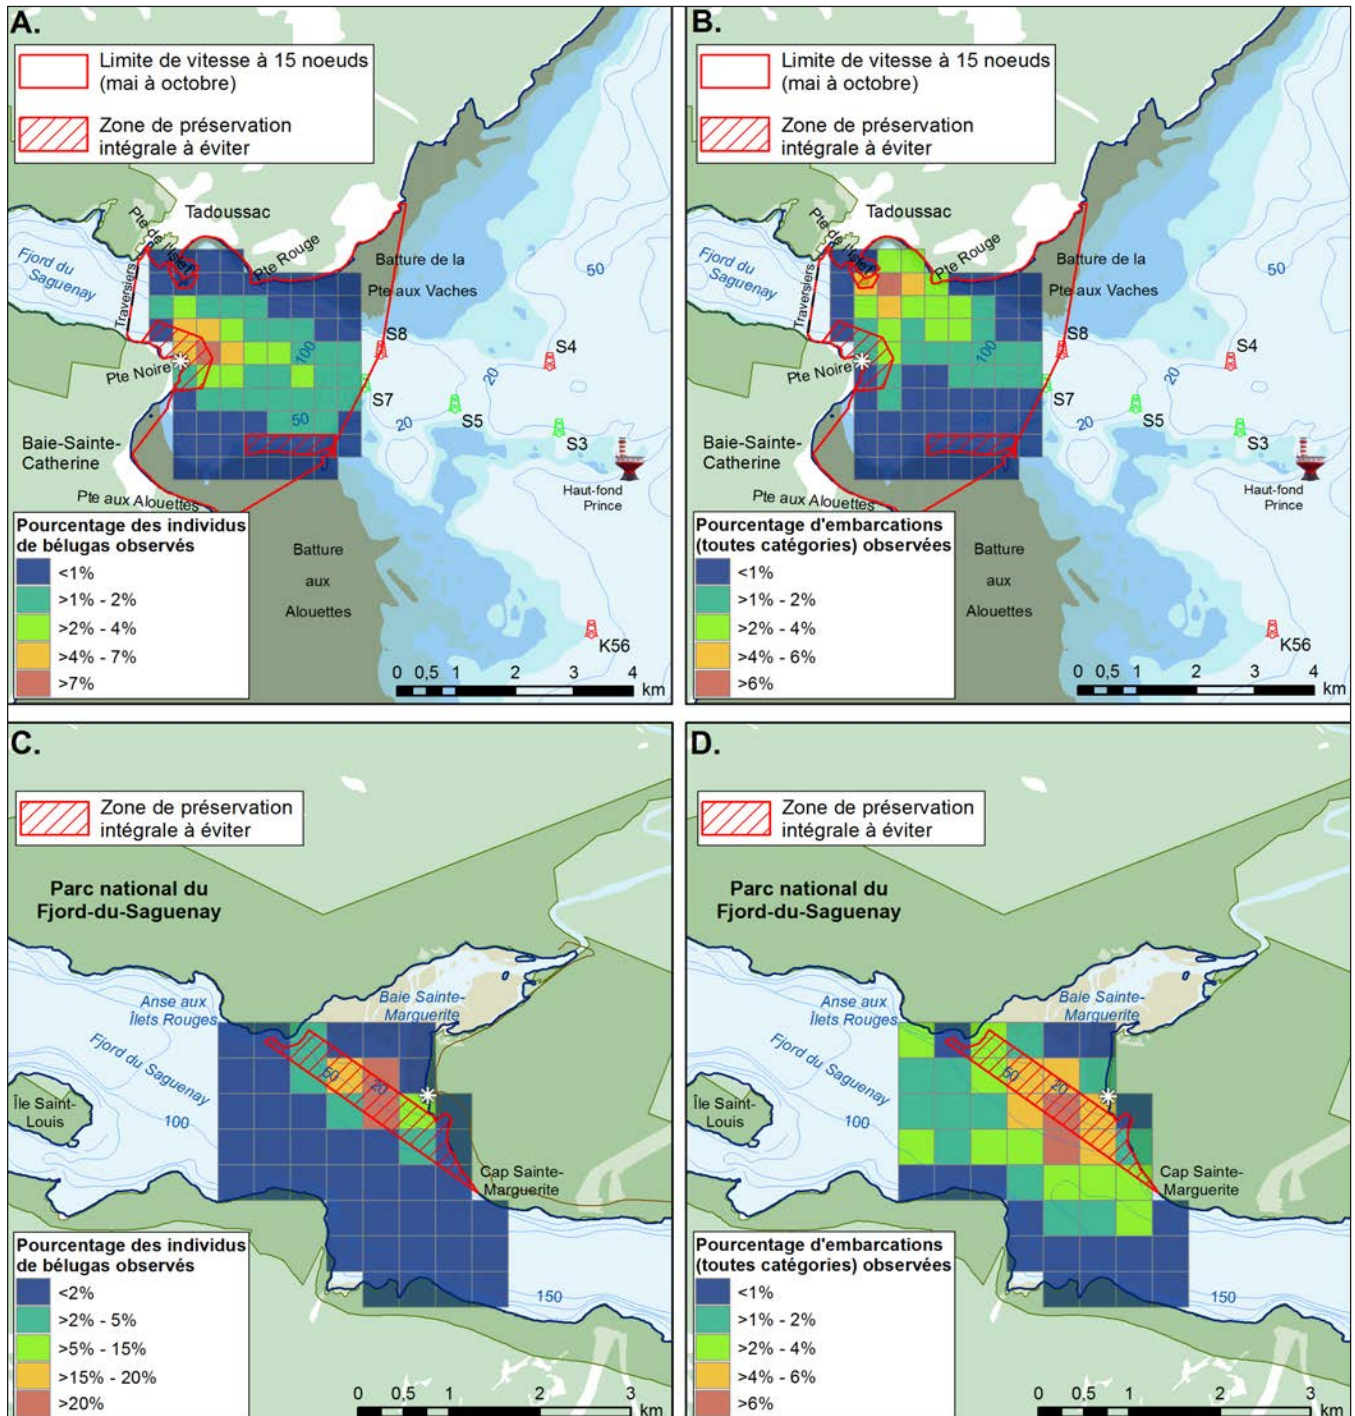 A.
Limite de vitesse à 15 noeuds
(mai à octobre)
Zone de préservation
intégrale à éviter
Tadoussac
Pte de l'Islet
Pte Rouge
Fjord du
Saguenay
Traversiers
Batture de la
Pte aux Vaches
50
S8
S4
100
20
Pte Noire
S7
S5
50
20
S3
Baie-Sainte-
Catherine
Haut-fond
Prince
Pte aux Alouettes
Batture
aux
Alouettes
K56
Pourcentage des individus
de bélugas observés
<1%
>1% - 2%
>2% - 4%
>4% - 7%
>7%
0 0,5 1 2 3 4
km
B.
Limite de vitesse à 15 noeuds
(mai à octobre)
Zone de préservation
intégrale à éviter
Tadoussac
Pte de l'Islet
Pte Rouge
Fjord du
Saguenay
Traversiers
Batture de la
Pte aux Vaches
50
S8
S4
100
20
Pte Noire
S7
S5
20
S3
Baie-Sainte-
Catherine
Haut-fond
Prince
Pte aux Alouettes
Batture
aux
Alouettes
K56
Pourcentage d'embarcations
(toutes catégories) observées
<1%
>1% - 2%
>2% - 4%
>4% - 6%
>6%
0 0,5 1 2 3 4
km
C.
Zone de préservation
intégrale à éviter
Parc national du
Fjord-du-Saguenay
Anse aux
Îlets Rouges
Baie Sainte-
Marguerite
Fjord du Saguenay
50
20
Île Saint-
Louis
100
Cap Sainte-
Marguerite
150
Pourcentage des individus
de bélugas observés
<2%
>2% - 5%
>5% - 15%
>15% - 20%
>20%
0 0,5 1 2 3
km
D.
Zone de préservation
intégrale à éviter
Parc national du
Fjord-du-Saguenay
Anse aux
Îlets Rouges
Baie Sainte-
Marguerite
Fjord du Saguenay
50
20
Île Saint-
Louis
100
Cap Sainte-
Marguerite
150
Pourcentage d'embarcations
(toutes catégories) observées
<1%
>1% - 2%
>2% - 4%
>4% - 6%
>6%
0 0,5 1 2 3
km